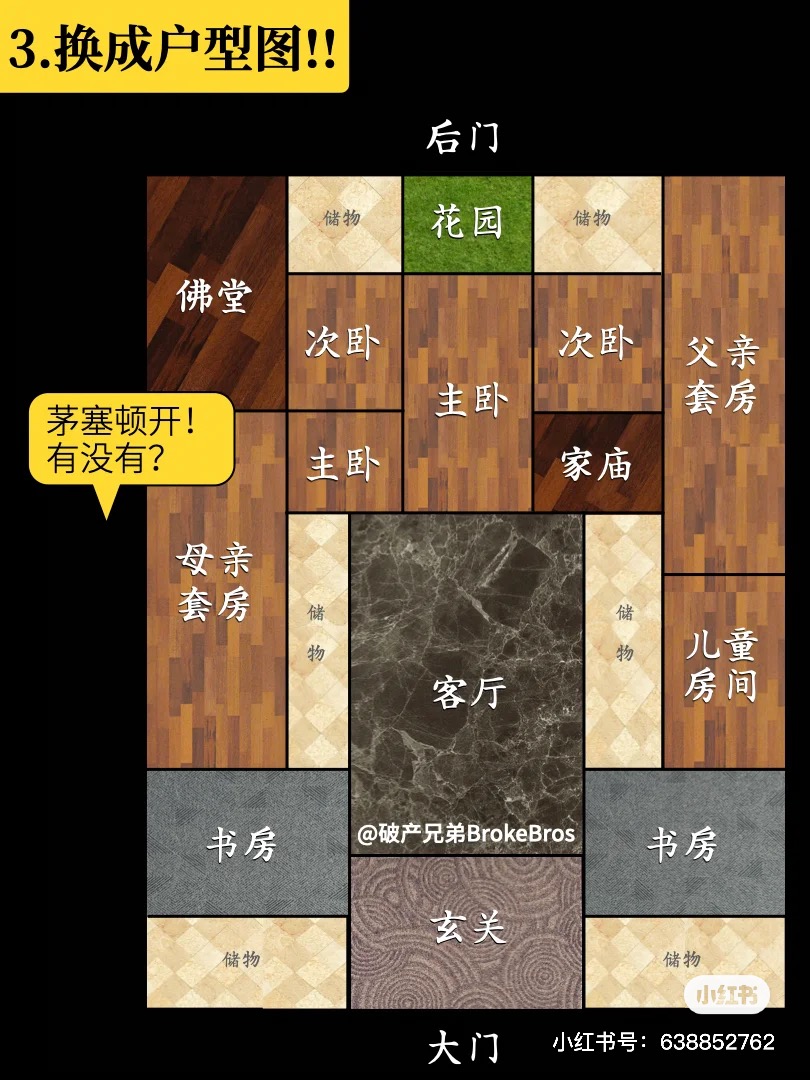 3.换成户型图!!
后门
储物
花园
储物
佛堂
次卧
次卧
父亲
套房
主卧
茅塞顿开！
有没有？
主卧
家庙
母亲
套房
储
物
储
物
儿童
房间
客厅
@破产兄弟BrokeBros
书房
书房
玄关
储物
储物
小红书
大门
小红书号：638852762